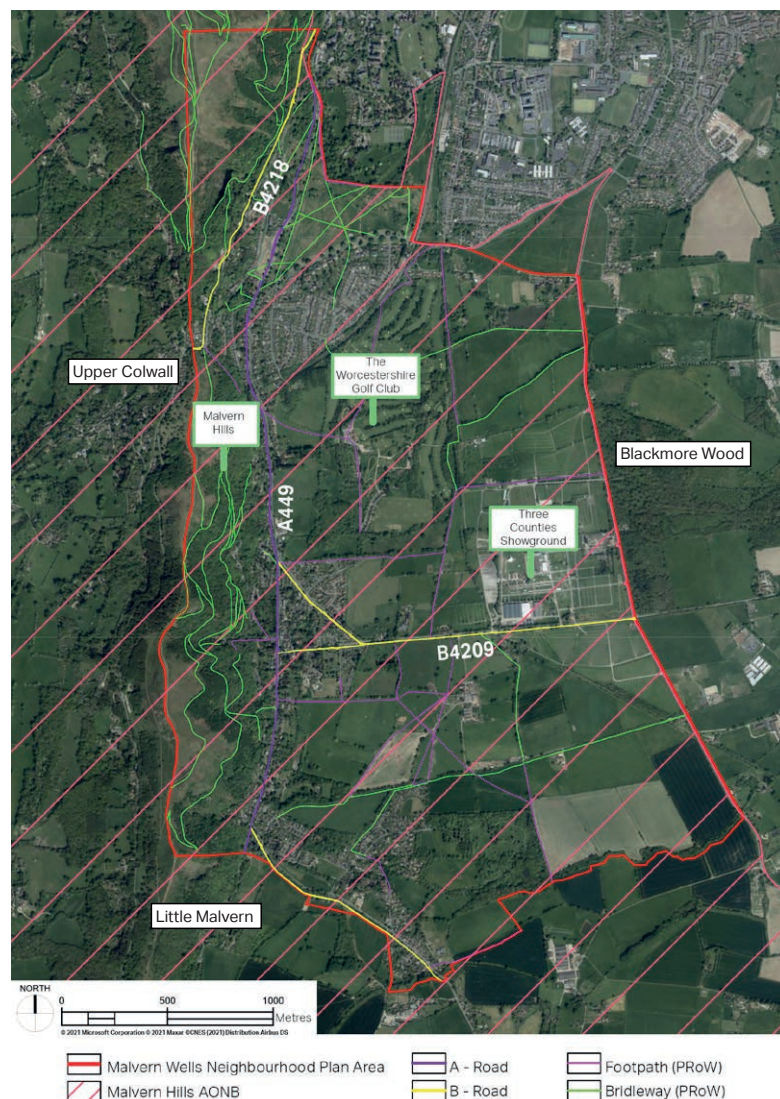 B4218
Upper Colwall
The
Worcestershire
Golf Club
Malvern
Hills
Blackmore Wood
A449
Three
Counties
Showground
B4209
Little Malvern
NORTH
0 500 1000
Metres
© 2021 Microsoft Corporation © 2021 Maxar ©CNES (2021) Distribution Airbus DS
Malvern Wells Neighbourhood Plan Area
A - Road
Footpath (PRoW)
Malvern Hills AONB
B - Road
Bridleway (PRoW)